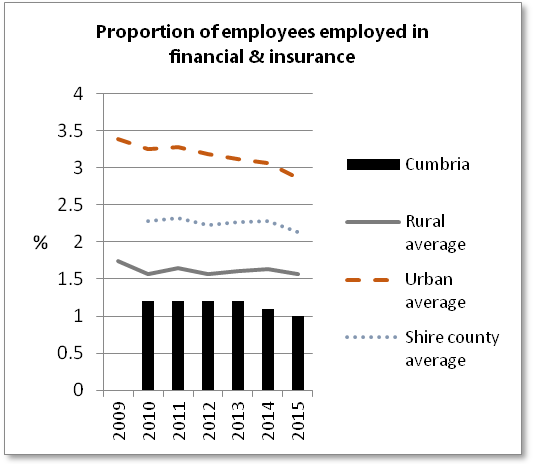 Proportion of employees employed in
financial & insurance
4
3.5
3
2.5
2
1.5
1
0.5
0
%
2009
2010
2011
2012
2013
2014
2015
Cumbria
Rural
average
Urban
average
Shire county
average